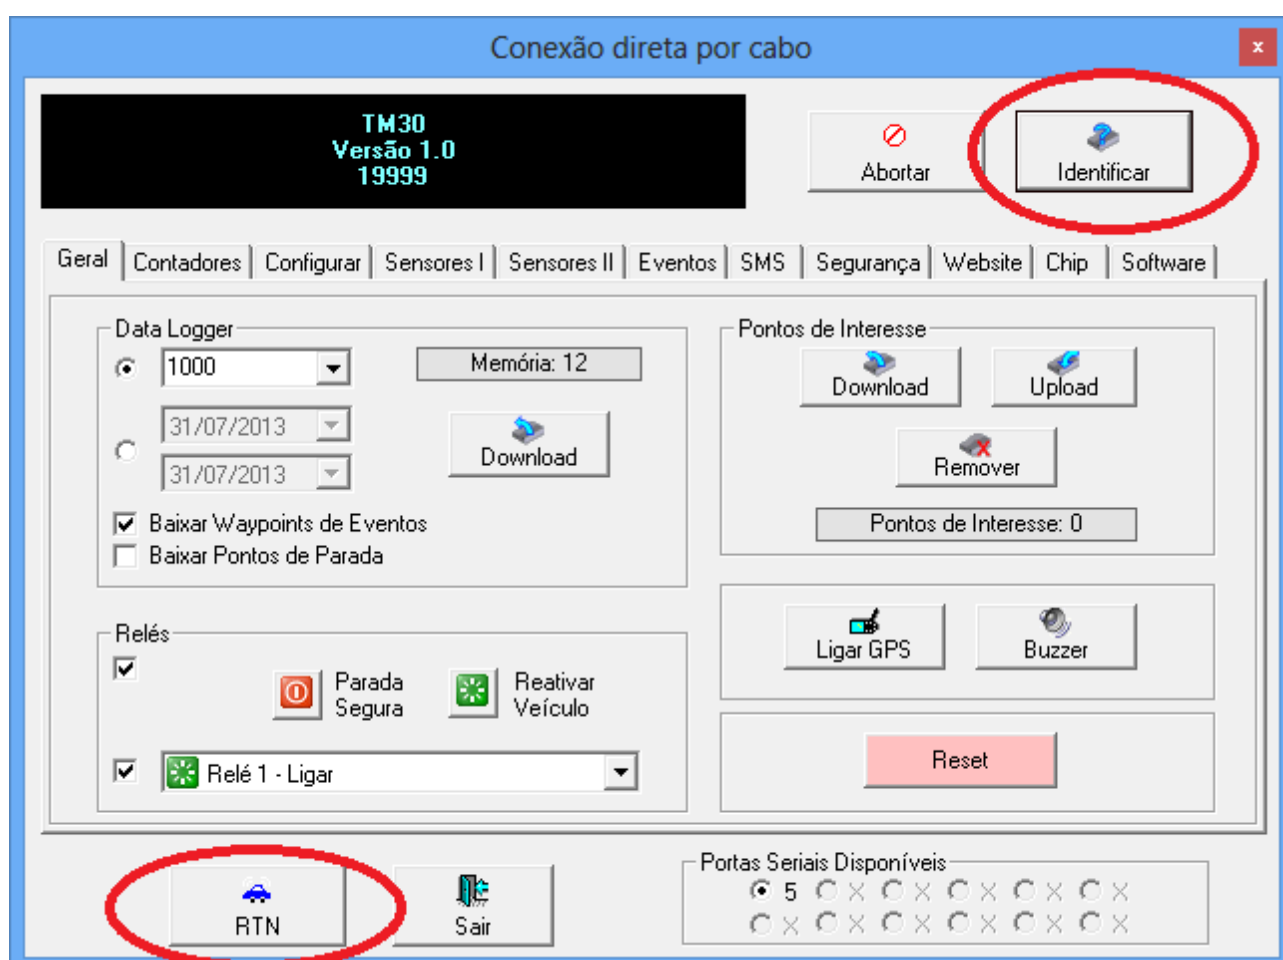 Conexão direta por cabo
x
TM30
Versão 1.0
19999
Abortar
Identificar
Geral Contadores Configurar Sensores I Sensores II Eventos SMS Segurança Website Chip Software
Data Logger
1000
Memória: 12
31/07/2013
31/07/2013
Download
Baixar Waypoints de Eventos
Baixar Pontos de Parada
Pontos de Interesse
Download
Upload
Remover
Pontos de Interesse: 0
Relés
Parada
Segura
Reativar
Veículo
Relé 1 - Ligar
Ligar GPS
Buzzer
Reset
RTN
Sair
Portas Seriais Disponíveis
5 X X X X X
X X X X X X